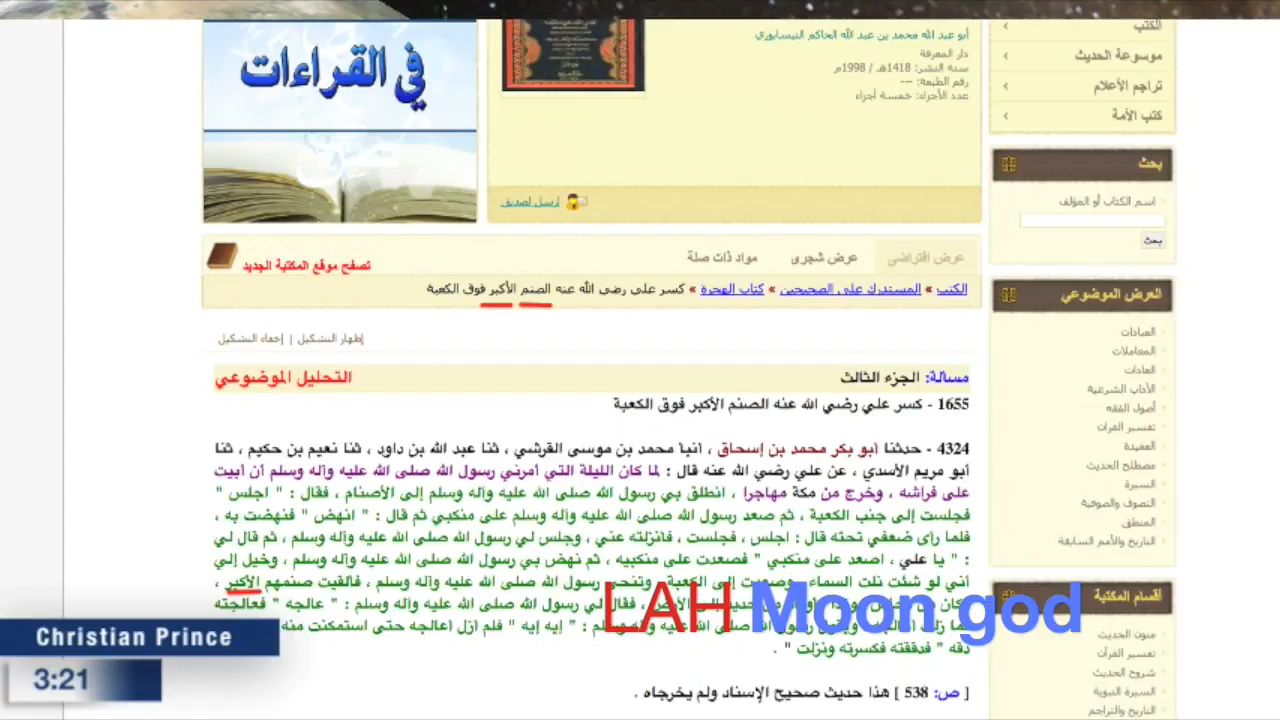 في القراءات
أبو عبد الله محمد بن عبد الله الحاكم النيسابوري
دار المعرفة
سنة النشر: 1418هـ / 1998م
رقم الطبعة: ---
عدد الأجزاء: خمسة أجزاء
أرسل لصديق
الكتب
موسوعة الحديث
تراجم الأعلام
كتب الأمة
بحث
اسم الكتاب أو المؤلف
بحث
تصفح موقع المكتبة الجديد
عرض افتراضي
عرض شجري
مواد ذات صلة
الكتب » المستدرك على الصحيحين » كتاب الهجرة » كسر علي رضي الله عنه الصنم الأكبر فوق الكعبة
إظهار التشكيل | إخفاء التشكيل
مسألة: الجزء الثالث
التحليل الموضوعي
1655 - كسر علي رضي الله عنه الصنم الأكبر فوق الكعبة
4324 - حدثنا أبو بكر محمد بن إسحاق ، أنبأ محمد بن موسى القرشي ، ثنا عبد الله بن داود ، ثنا نعيم بن حكيم ، ثنا
أبو مريم الأسدي ، عن علي رضي الله عنه قال : لما كان الليلة التي أمرني رسول الله صلى الله عليه وآله وسلم أن أبيت
على فراشه ، وخرج من مكة مهاجرا ، انطلق بي رسول الله صلى الله عليه وآله وسلم إلى الأصنام ، فقال : " اجلس "
فجلست إلى جنب الكعبة ، ثم صعد رسول الله صلى الله عليه وآله وسلم على منكبي ثم قال : " انهض " فنهضت به ،
فلما رأى ضعفي تحته قال : اجلس ، فجلست ، فأنزلته عني ، وجلس لي رسول الله صلى الله عليه وآله وسلم ، ثم قال لي
: " يا علي ، اصعد على منكبي " فصعدت على منكبيه ، ثم نهض بي رسول الله صلى الله عليه وآله وسلم ، وخيل إلي
أني لو شئت نلت السماء ، وصعدت إلى الكعبة ، وتنحى رسول الله صلى الله عليه وآله وسلم ، فألقيت صنمهم الأكبر ،
، فقال لي رسول الله صلى الله عليه وآله وسلم : " عالجه " فعالجته
: " إيه إيه " فلم أزل أعالجه حتى استمكنت منه
دقه " فدققته فكسرته ونزلت " .
[ ص: 538 ] هذا حديث صحيح الإسناد ولم يخرجاه .
العرض الموضوعي
العبادات
المعاملات
العادات
الآداب الشرعية
أصول الفقه
تفسير القرآن
العقيدة
مصطلح الحديث
السيرة
التصوف والصوفية
المنطق
التاريخ والأمم السابقة
أقسام المكتبة
متون الحديث
تفسير القرآن
شروح الحديث
السيرة النبوية
التاريخ والتراجم
LAH Moon god
Christian Prince
3:21